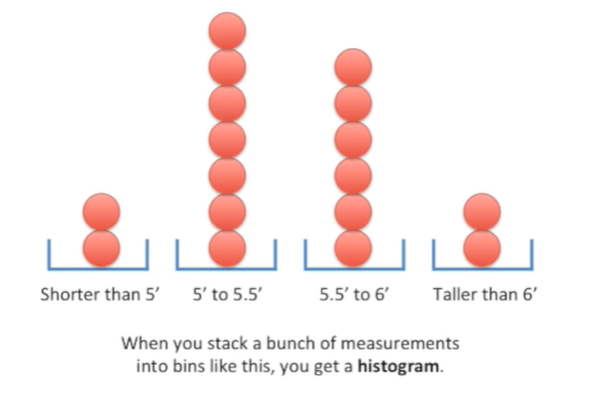 Shorter than 5′
5′ to 5.5′
5.5′ to 6′
Taller than 6′
When you stack a bunch of measurements
into bins like this, you get a histogram.